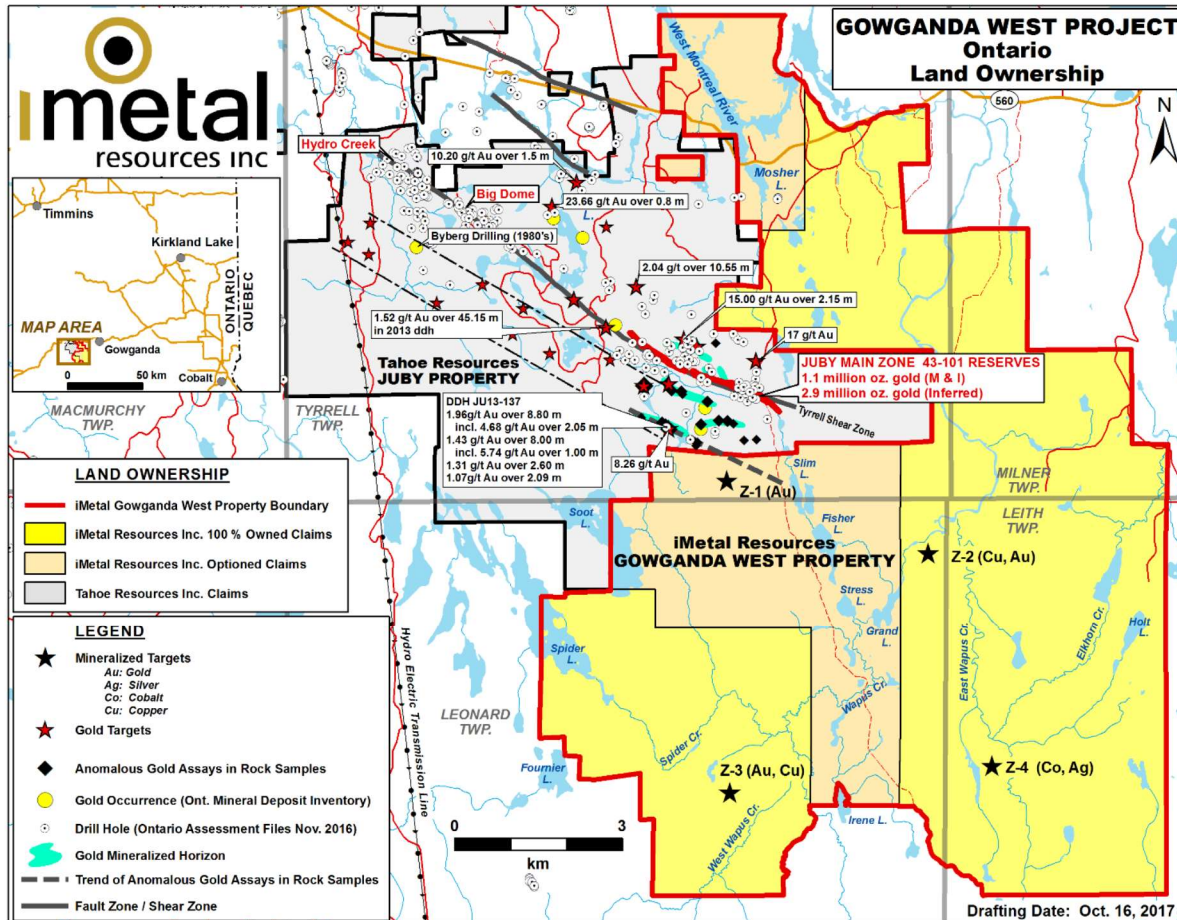 imetal
resources inc
GOWGANDA WEST PROJECT
Ontario
Land Ownership
560
N
West Montreal River
Mosher
L.
Hydro Creek
Big Dome
10.20 g/t Au over 1.5 m
23.66 g/t Au over 0.8 m
L.
Byberg Drilling (1980's)
2.04 g/t over 10.55 m
15.00 g/t Au over 2.15 m
1.52 g/t Au over 45.15 m
in 2013 ddh
17 g/t Au
JUBY MAIN ZONE 43-101 RESERVES
1.1 million oz. gold (M & I)
2.9 million oz. gold (Inferred)
Tyrrell Shear Zone
Tahoe Resources
JUBY PROPERTY
DDH JU13-137
1.96g/t Au over 8.80 m
incl. 4.68 g/t Au over 2.05 m
1.43 g/t Au over 8.00 m
incl. 5.74 g/t Au over 1.00 m
1.31 g/t Au over 2.60 m
1.07g/t Au over 2.09 m
8.26 g/t Au
Timmins
Kirkland Lake
ONTARIO
QUEBEC
MAP AREA
Gowganda
0 50 km
Cobalt
MACMURCHY
TWP.
TYRRELL
TWP.
MILNER
TWP.
LEITH
TWP.
LEONARD
TWP.
Z-1 (Au)
Slim
L.
Soot
L.
Fisher
L.
iMetal Resources
GOWGANDA WEST PROPERTY
Z-2 (Cu, Au)
Stress
L.
Grand
L.
Spider
L.
Wapus Cr.
East Wapus Cr.
Elkhorn Cr.
Holt
L.
Spider Cr.
Fournier
L.
Z-3 (Au, Cu)
Z-4 (Co, Ag)
West Wapus Cr.
Irene L.
Hydro Electric Transmission Line
0 3
km
LAND OWNERSHIP
iMetal Gowganda West Property Boundary
iMetal Resources Inc. 100 % Owned Claims
iMetal Resources Inc. Optioned Claims
Tahoe Resources Inc. Claims
LEGEND
Mineralized Targets
Au: Gold
Ag: Silver
Co: Cobalt
Cu: Copper
Gold Targets
Anomalous Gold Assays in Rock Samples
Gold Occurrence (Ont. Mineral Deposit Inventory)
Drill Hole (Ontario Assessment Files Nov. 2016)
Gold Mineralized Horizon
Trend of Anomalous Gold Assays in Rock Samples
Fault Zone / Shear Zone
Drafting Date: Oct. 16, 2017